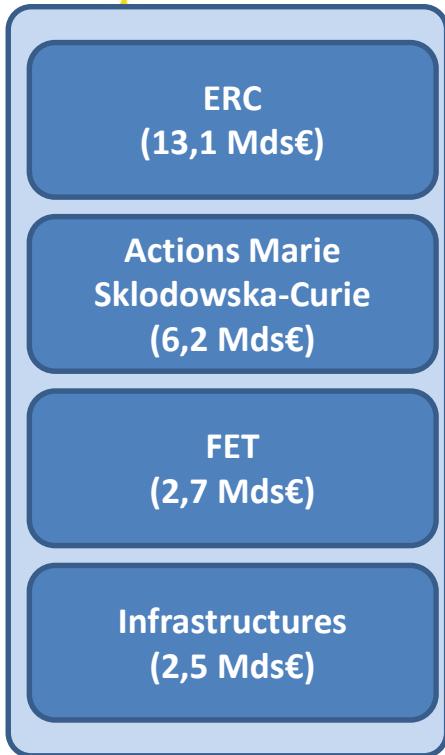 ERC
(13,1 Mds€)
Actions Marie
Sklodowska-Curie
(6,2 Mds€)
FET
(2,7 Mds€)
Infrastructures
(2,5 Mds€)